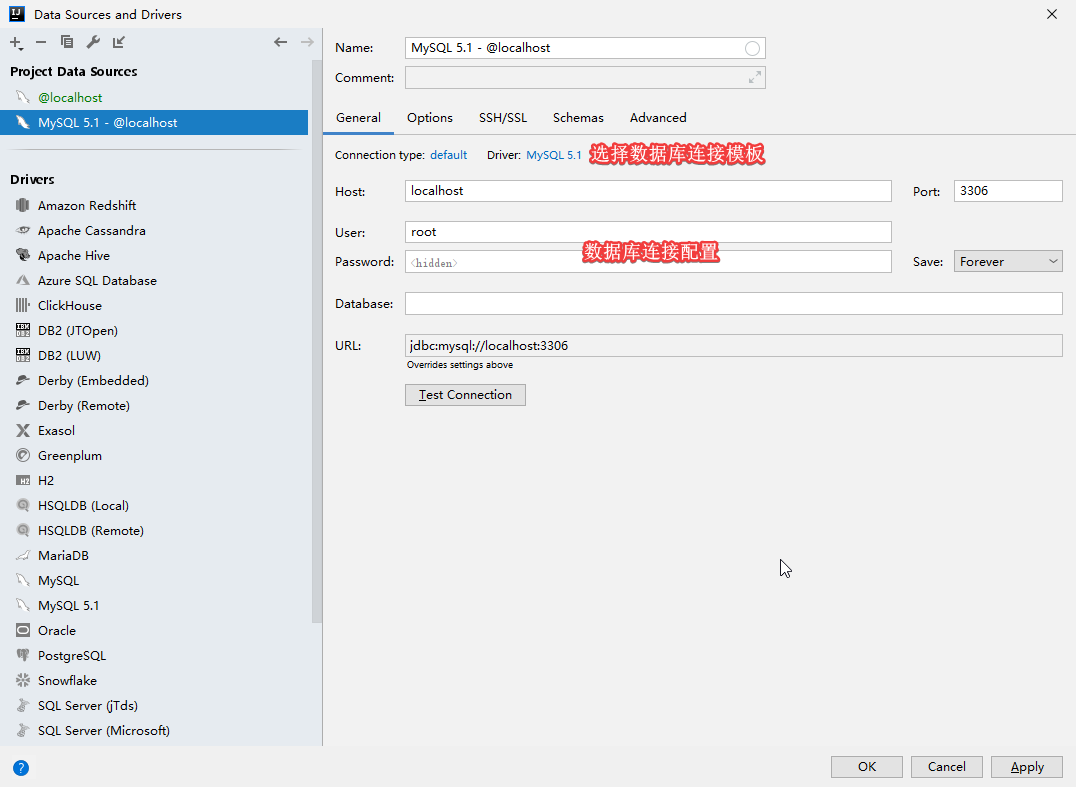 Data Sources and Drivers
Project Data Sources
@localhost
MySQL 5.1 - @localhost
Drivers
Amazon Redshift
Apache Cassandra
Apache Hive
Azure SQL Database
ClickHouse
DB2 (JTOpen)
DB2 (LUW)
Derby (Embedded)
Derby (Remote)
Exasol
Greenplum
H2
HSQLDB (Local)
HSQLDB (Remote)
MariaDB
MySQL
MySQL 5.1
Oracle
PostgreSQL
Snowflake
SQL Server (jTds)
SQL Server (Microsoft)
Name: MySQL 5.1 - @localhost
Comment:
General Options SSH/SSL Schemas Advanced
Connection type: default Driver: MySQL 5.1 选择数据库连接模板
Host: localhost Port: 3306
User: root
数据库连接配置
Password: <hidden> Save: Forever
Database:
URL: jdbc:mysql://localhost:3306
Overrides settings above
Test Connection
? OK Cancel Apply